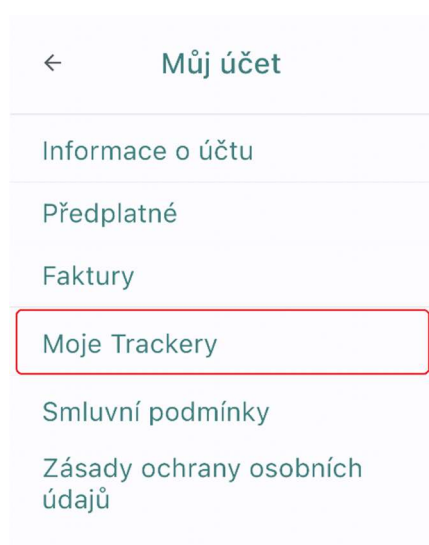 Můj účet
Informace o účtu
Předplatné
Faktury
Moje Trackery
Smluvní podmínky
Zásady ochrany osobních
údajů